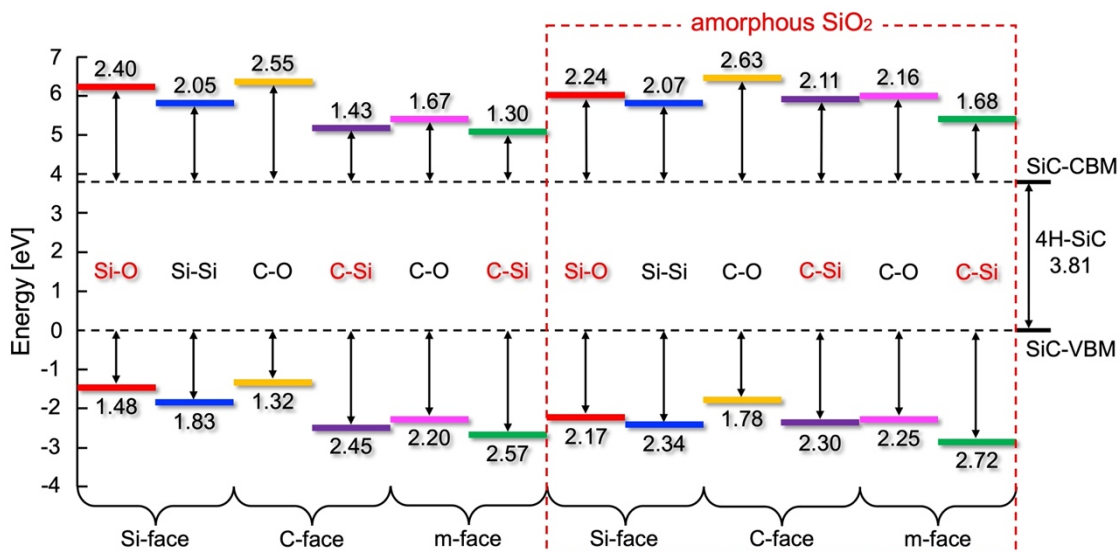 amorphous SiO₂
Energy [eV]
7
6
5
4
3
2
1
0
-1
-2
-3
-4
2.40 2.05 2.55 1.43 1.67 1.30 2.24 2.07 2.63 2.11 2.16 1.68
SiC-CBM
4H-SiC
3.81
Si-O Si-Si C-O C-Si C-O C-Si Si-O Si-Si C-O C-Si C-O C-Si
SiC-VBM
1.48 1.83 1.32 2.45 2.20 2.57 2.17 2.34 1.78 2.30 2.25 2.72
Si-face C-face m-face Si-face C-face m-face